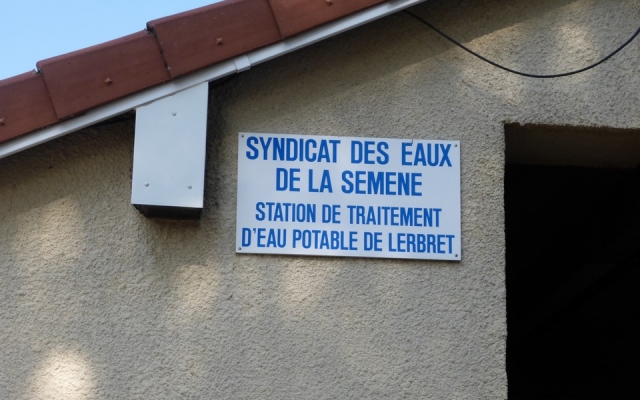 SYNDICAT DES EAUX
DE LA SEMENE
STATION DE TRAITEMENT
D'EAU POTABLE DE LERBRET